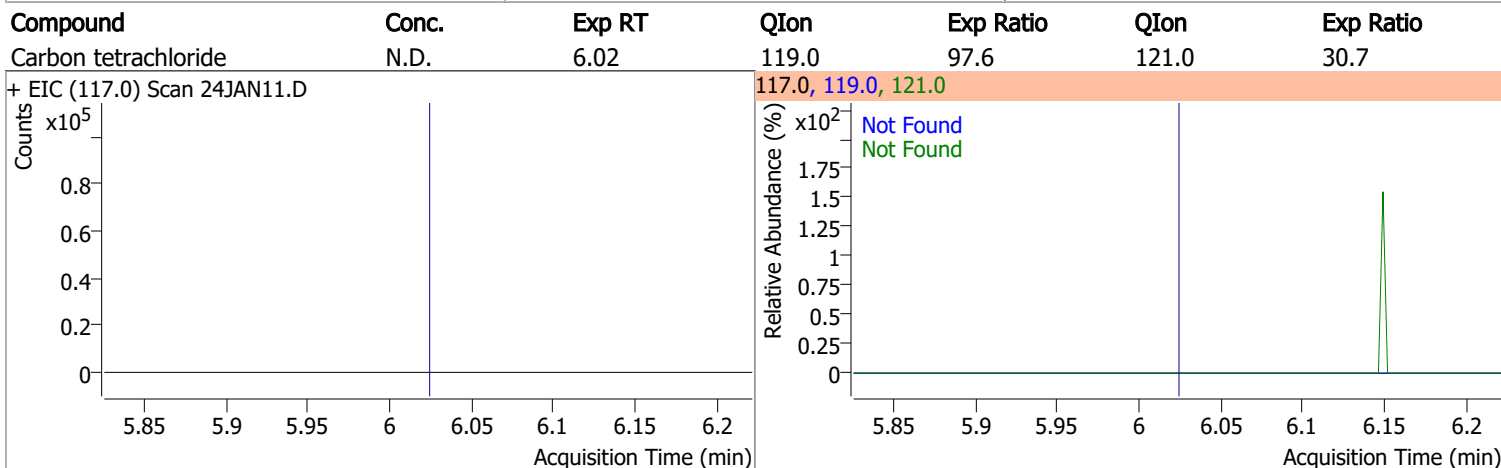 Compound Conc. Exp RT QIon Exp Ratio QIon Exp Ratio
Carbon tetrachloride N.D. 6.02 119.0 97.6 121.0 30.7
+ EIC (117.0) Scan 24JAN11.D
Counts
x10⁵
0.8
0.6
0.4
0.2
0
5.85 5.9 5.95 6 6.05 6.1 6.15 6.2
Acquisition Time (min)
117.0, 119.0, 121.0
Relative Abundance (%)
x10²
Not Found
Not Found
1.75
1.5
1.25
1
0.75
0.5
0.25
0
5.85 5.9 5.95 6 6.05 6.1 6.15 6.2
Acquisition Time (min)